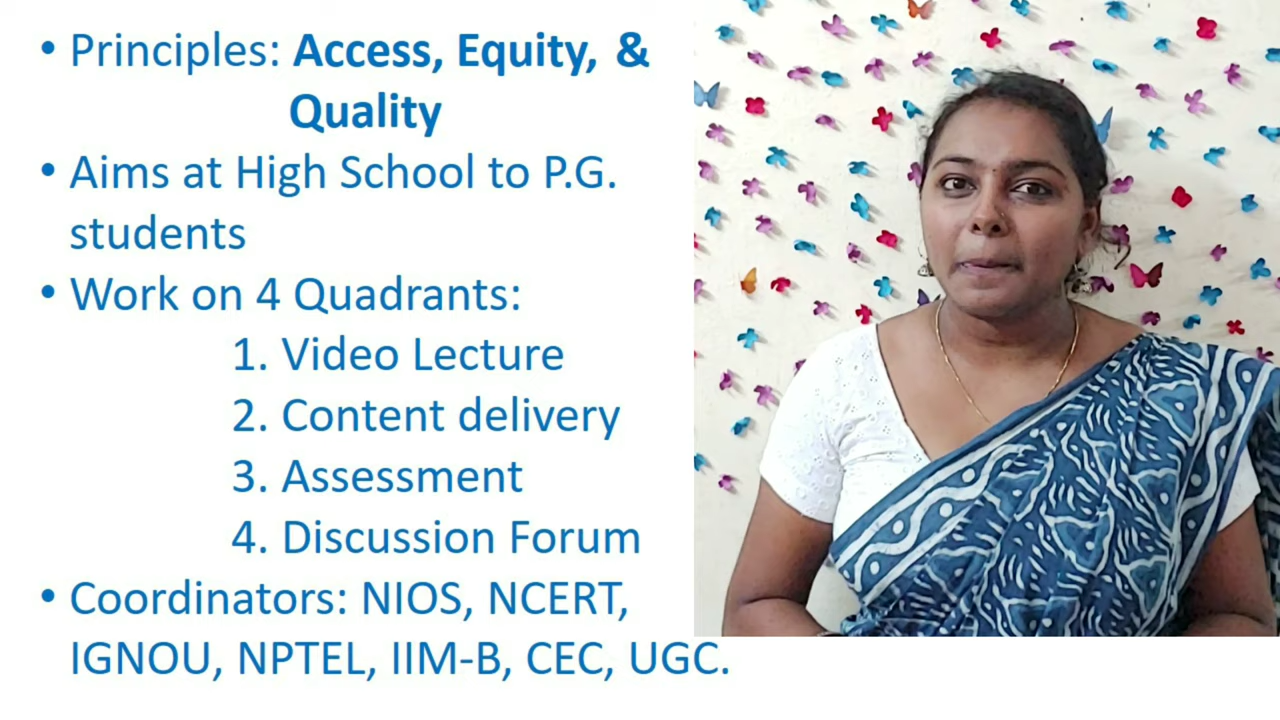 • Principles: Access, Equity, &
Quality
• Aims at High School to P.G.
students
• Work on 4 Quadrants:
1. Video Lecture
2. Content delivery
3. Assessment
4. Discussion Forum
• Coordinators: NIOS, NCERT,
IGNOU, NPTEL, IIM-B, CEC, UGC.